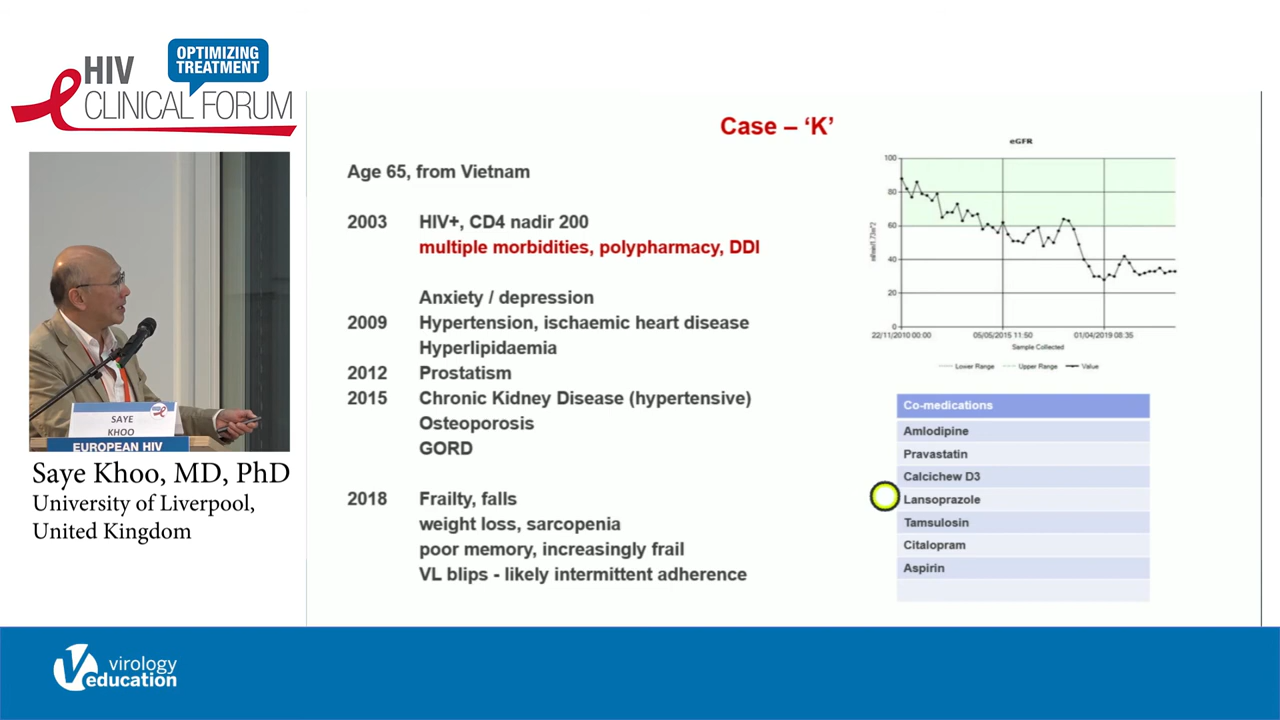 OPTIMIZING
TREATMENT
HIV
CLINICAL FORUM
SAYE
KHOO
EUROPEAN HIV
Saye Khoo, MD, PhD
University of Liverpool,
United Kingdom
Case – ‘K’
Age 65, from Vietnam
2003 HIV+, CD4 nadir 200
multiple morbidities, polypharmacy, DDI
Anxiety / depression
2009 Hypertension, ischaemic heart disease
Hyperlipidaemia
2012 Prostatism
2015 Chronic Kidney Disease (hypertensive)
Osteoporosis
GORD
2018 Frailty, falls
weight loss, sarcopenia
poor memory, increasingly frail
VL blips - likely intermittent adherence
eGFR
100
80
60
40
20
0
22/11/2010 00:00 05/05/2015 11:50 01/04/2019 08:35
Sample Collected
Lower Range Upper Range Value
Co-medications
Amlodipine
Pravastatin
Calcichew D3
Lansoprazole
Tamsulosin
Citalopram
Aspirin
virology
education